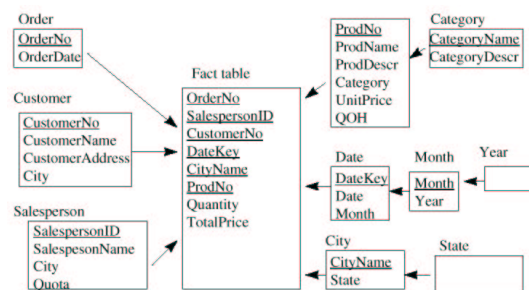 Order
OrderNo
OrderDate
Customer
CustomerNo
CustomerName
CustomerAddress
City
Salesperson
SalespersonID
SalespesonName
City
Quota
Fact table
OrderNo
SalespersonID
CustomerNo
DateKey
CityName
ProdNo
Quantity
TotalPrice
ProdNo
ProdName
ProdDescr
Category
UnitPrice
QOH
Category
CategoryName
CategoryDescr
Date
DateKey
Date
Month
Month
Month
Year
Year
City
CityName
State
State